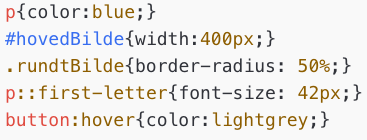 p{color:blue;}
#hovedBilde{width:400px;}
.rundtBilde{border-radius: 50%;}
p::first-letter{font-size: 42px;}
button:hover{color:lightgrey;}